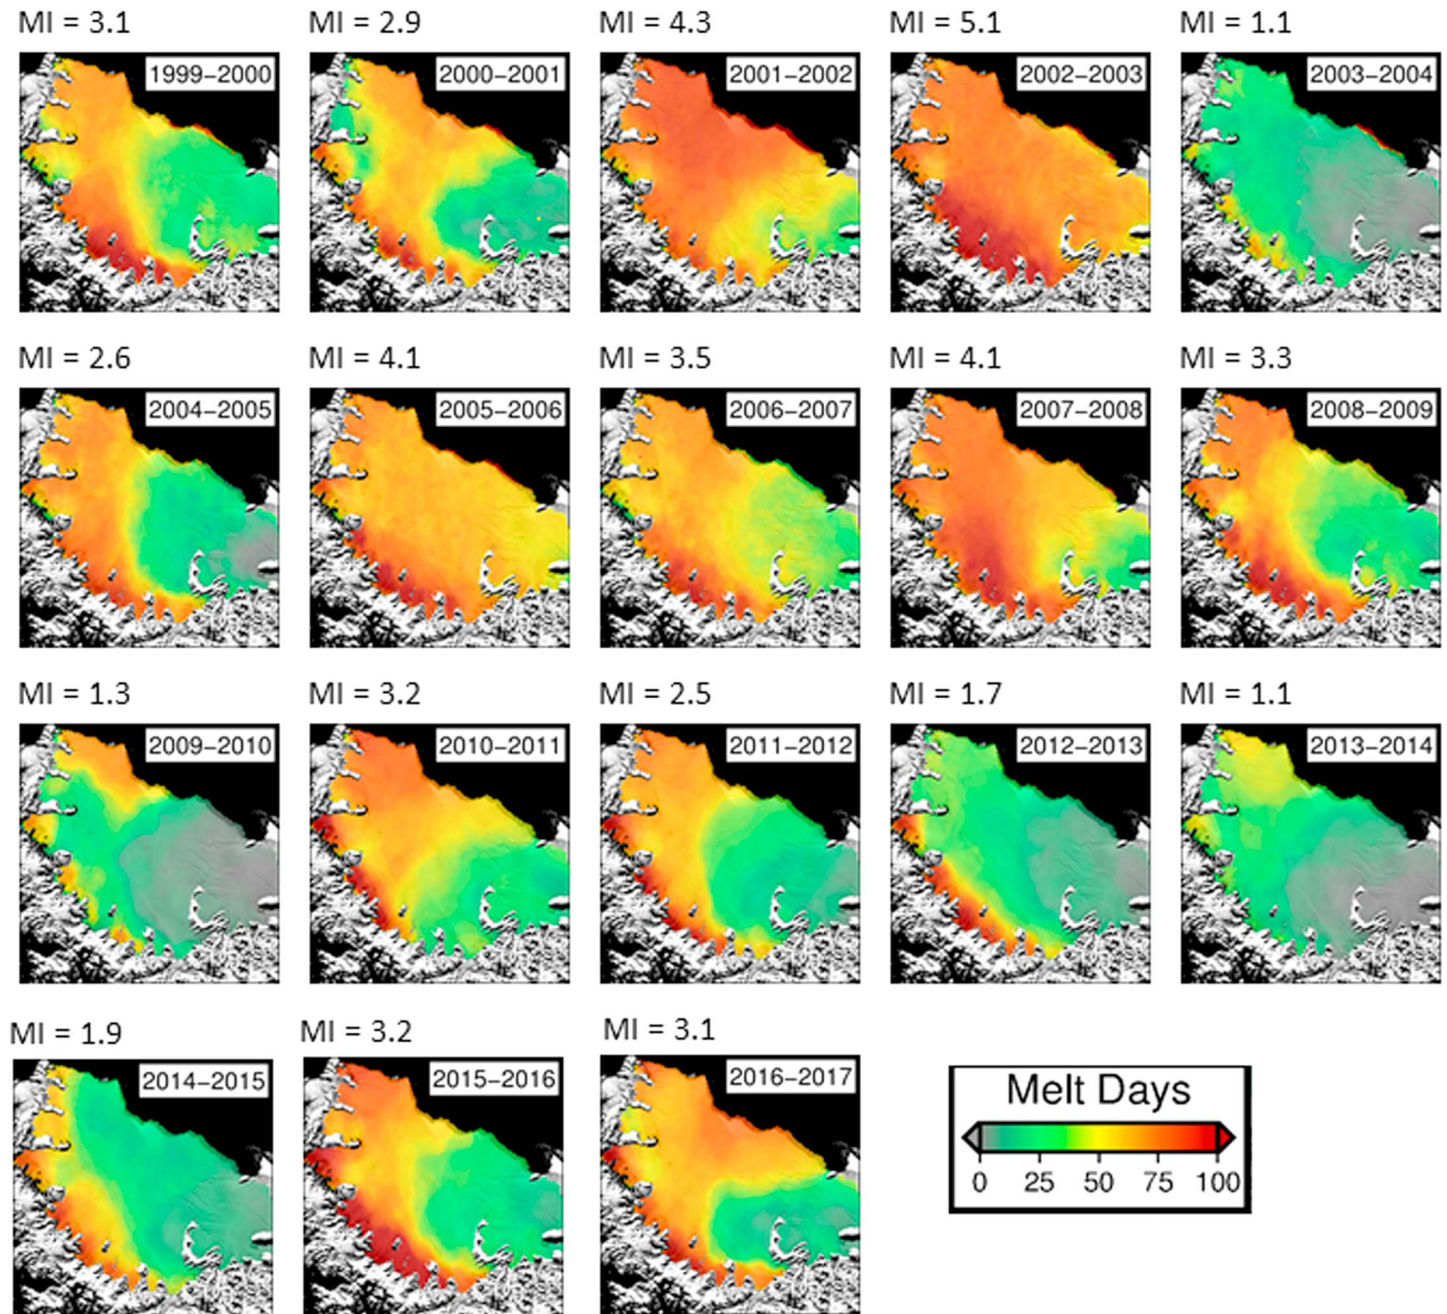 MI = 3.1
MI = 2.9
MI = 4.3
MI = 5.1
MI = 1.1
1999–2000
2000–2001
2001–2002
2002–2003
2003–2004
MI = 2.6
MI = 4.1
MI = 3.5
MI = 4.1
MI = 3.3
2004–2005
2005–2006
2006–2007
2007–2008
2008–2009
MI = 1.3
MI = 3.2
MI = 2.5
MI = 1.7
MI = 1.1
2009–2010
2010–2011
2011–2012
2012–2013
2013–2014
MI = 1.9
MI = 3.2
MI = 3.1
2014–2015
2015–2016
2016–2017
Melt Days
0 25 50 75 100